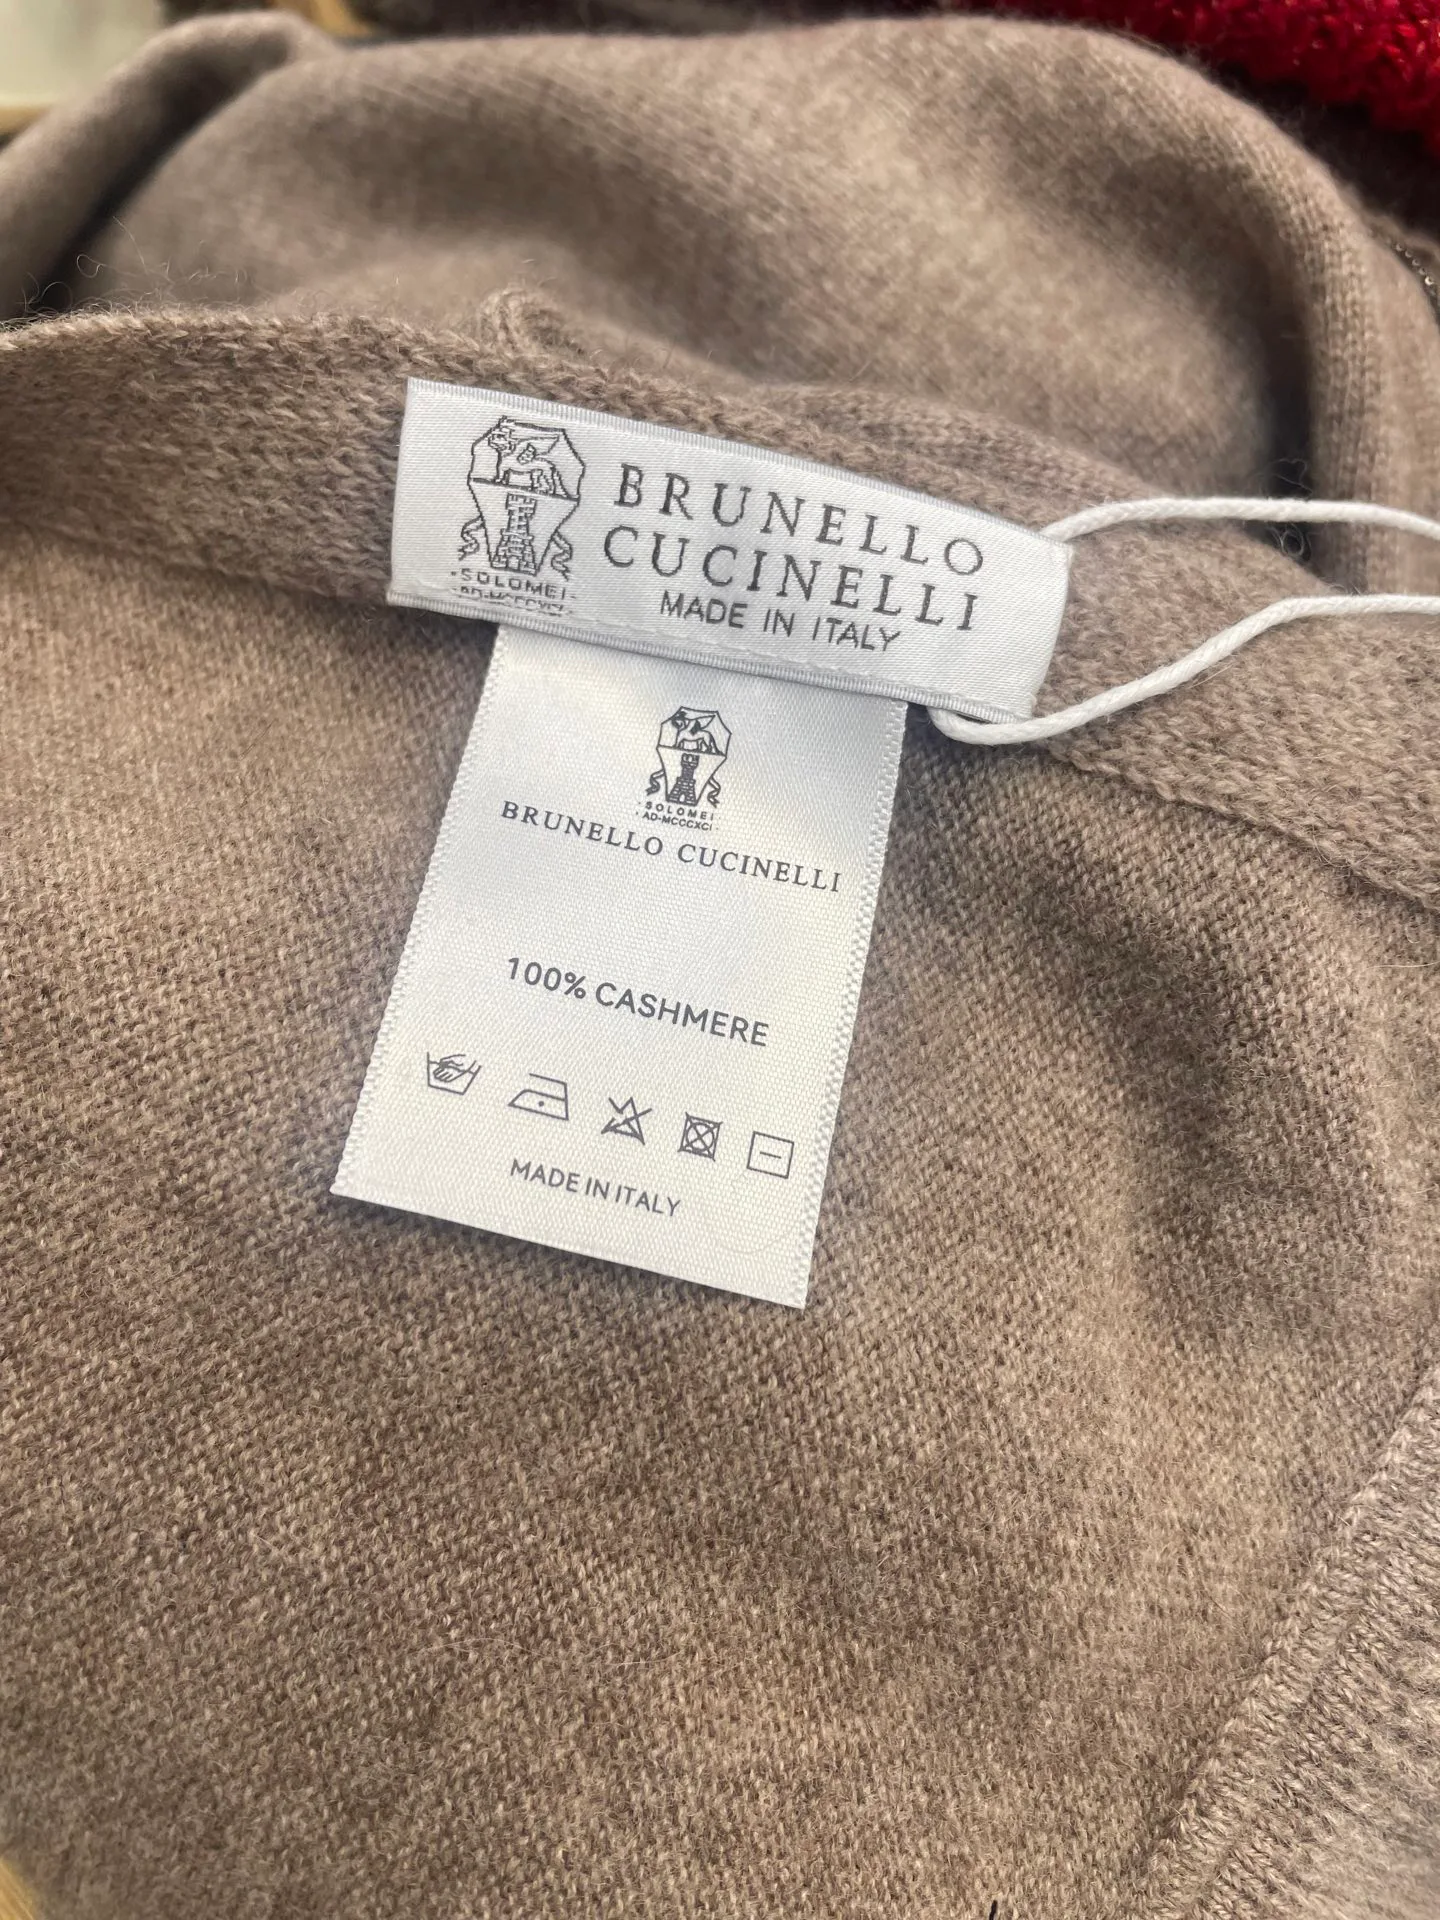 BRUNELLO
CUCINELLI
MADE IN ITALY
·SOLOMEI·
·SOLOMEI·
·AD-MCCCXCI·
BRUNELLO CUCINELLI
100% CASHMERE
MADE IN ITALY